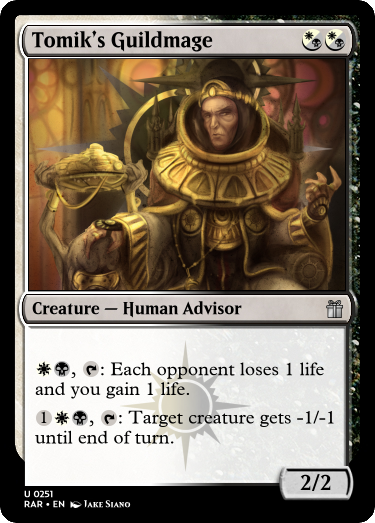 Tomik's Guildmage
Creature — Human Advisor
, : Each opponent loses 1 life
and you gain 1 life.
1 , : Target creature gets -1/-1
until end of turn.
2/2
U 0251
RAR • EN Jake Siano